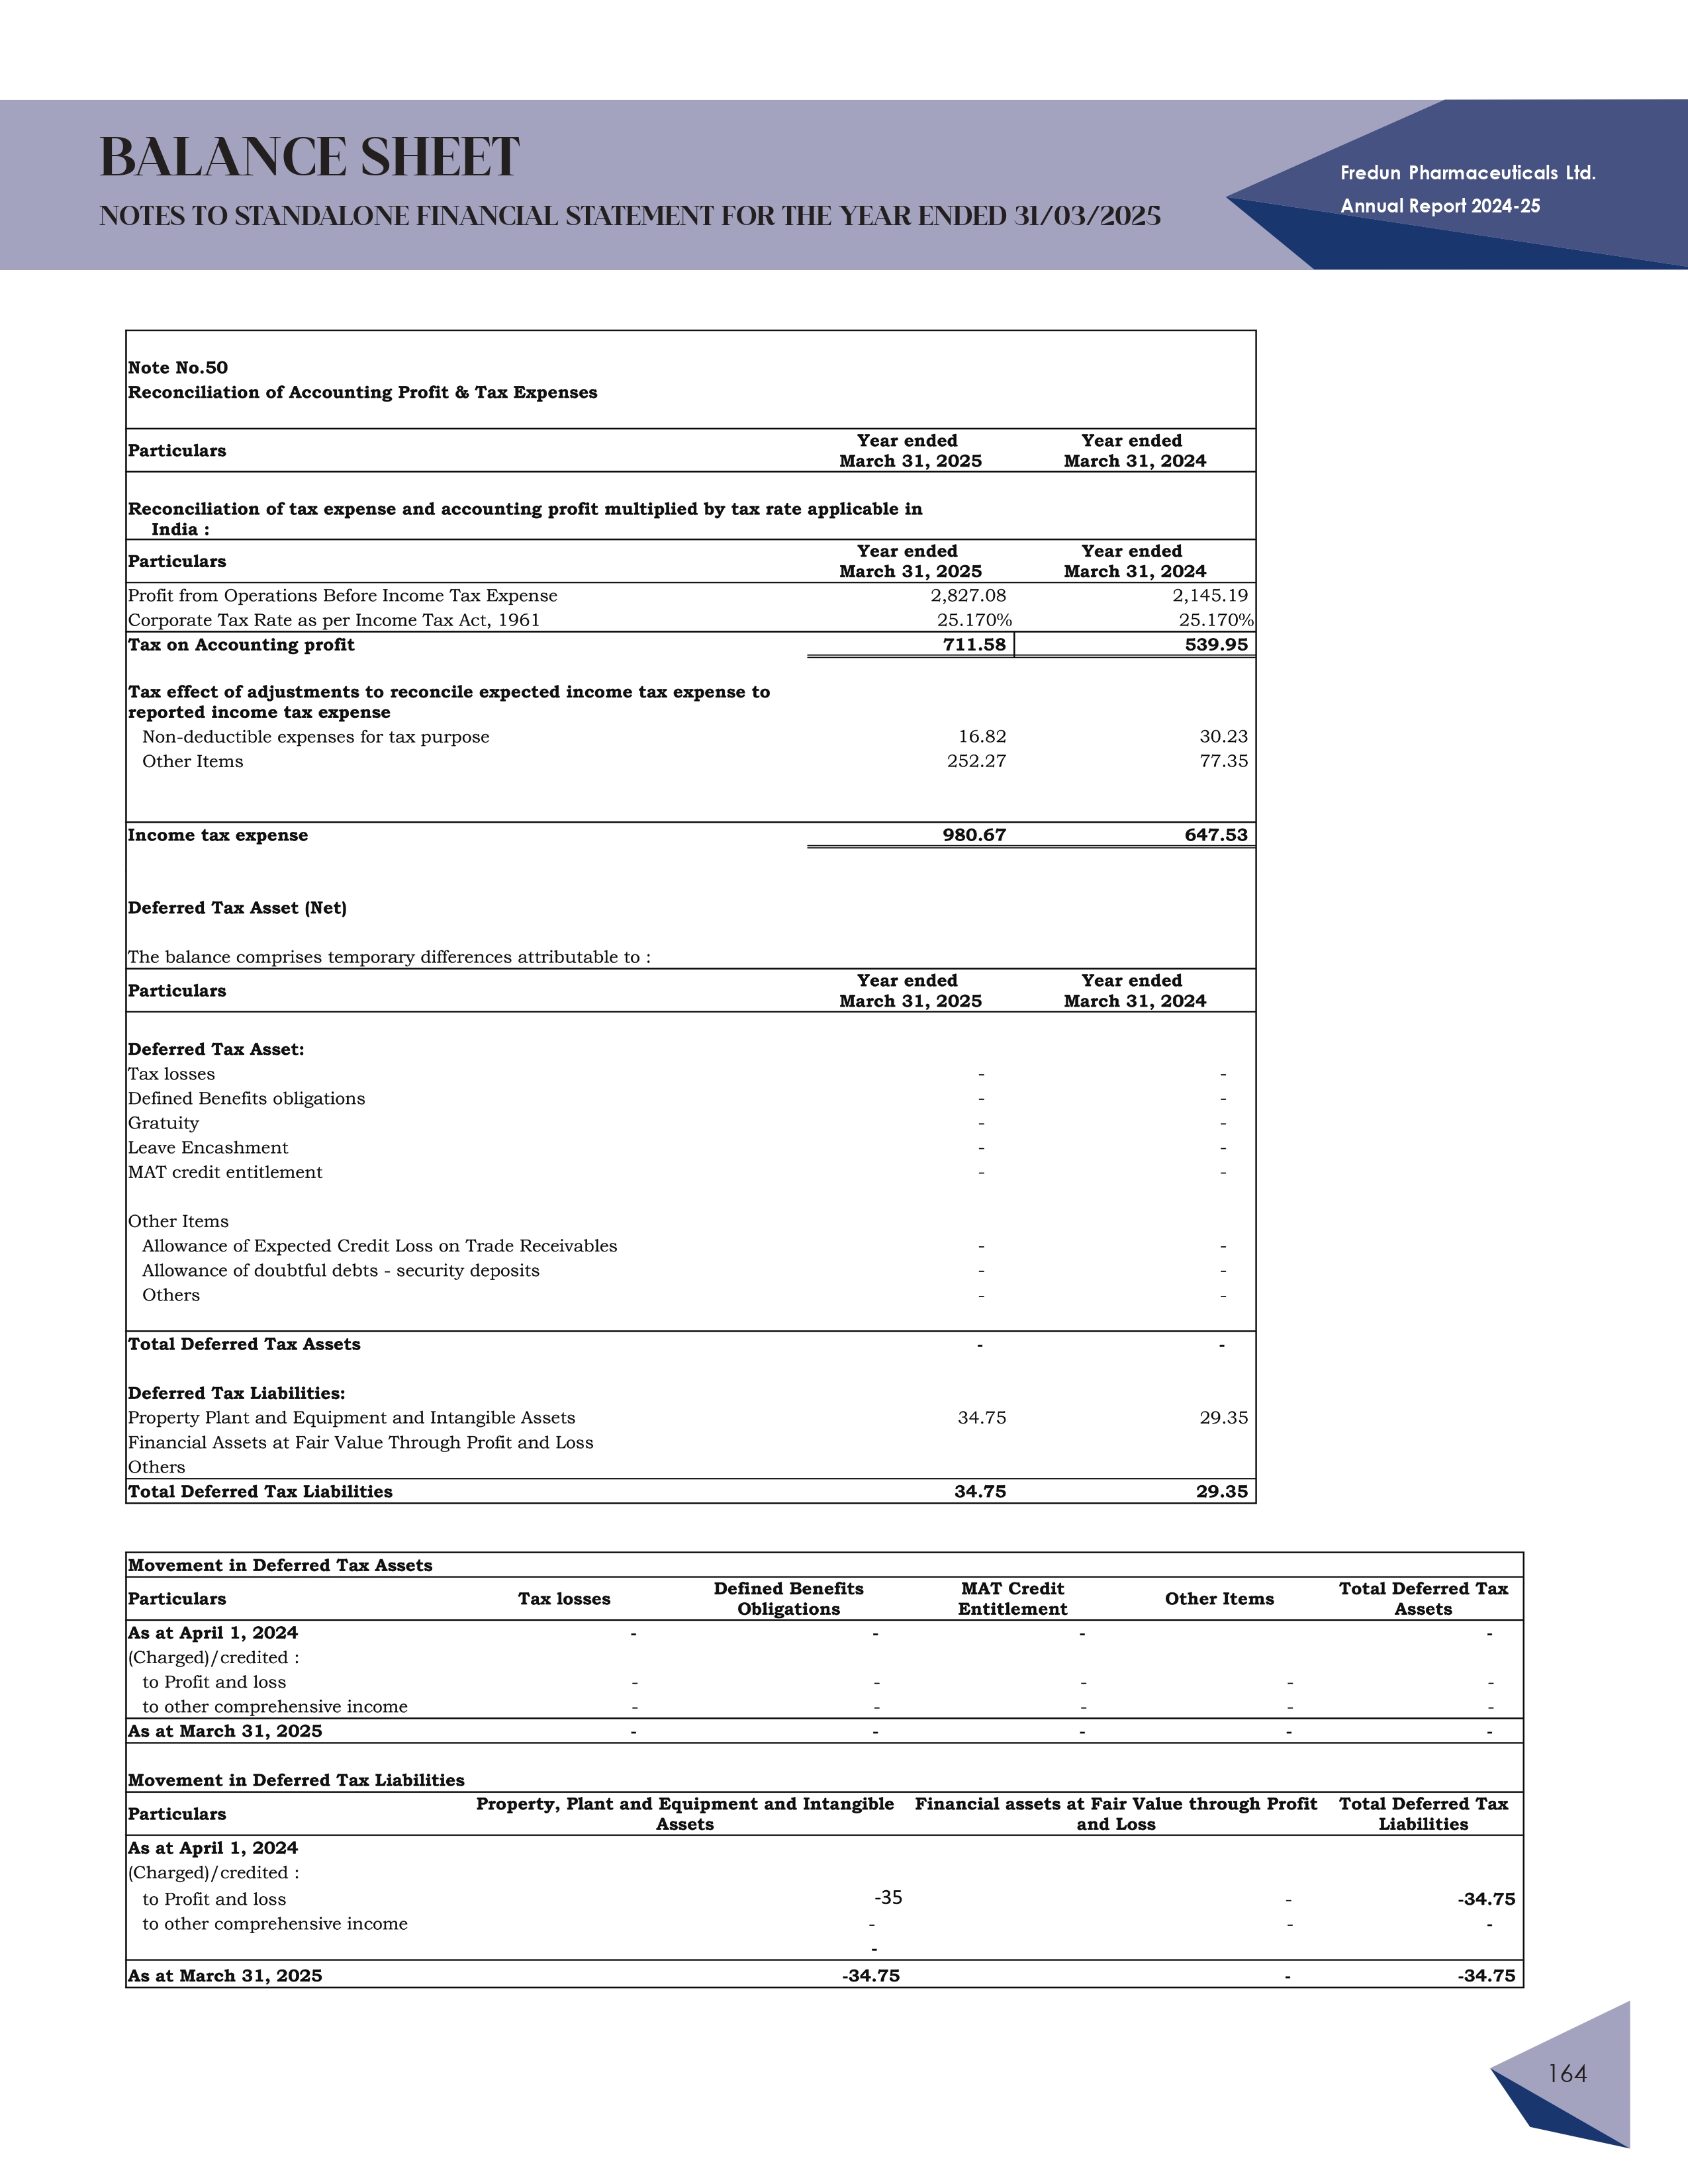 BALANCE SHEET
NOTES TO STANDALONE FINANCIAL STATEMENT FOR THE YEAR ENDED 31/03/2025
Fredun Pharmaceuticals Ltd.
Annual Report 2024-25
Note No.50
Reconciliation of Accounting Profit & Tax Expenses
Particulars Year ended March 31, 2025 Year ended March 31, 2024
Reconciliation of tax expense and accounting profit multiplied by tax rate applicable in
India :
Particulars Year ended March 31, 2025 Year ended March 31, 2024
Profit from Operations Before Income Tax Expense 2,827.08 2,145.19
Corporate Tax Rate as per Income Tax Act, 1961 25.170% 25.170%
Tax on Accounting profit 711.58 539.95
Tax effect of adjustments to reconcile expected income tax expense to
reported income tax expense
Non-deductible expenses for tax purpose 16.82 30.23
Other Items 252.27 77.35
Income tax expense 980.67 647.53
Deferred Tax Asset (Net)
The balance comprises temporary differences attributable to :
Particulars Year ended March 31, 2025 Year ended March 31, 2024
Deferred Tax Asset:
Tax losses - -
Defined Benefits obligations - -
Gratuity - -
Leave Encashment - -
MAT credit entitlement - -
Other Items
Allowance of Expected Credit Loss on Trade Receivables - -
Allowance of doubtful debts - security deposits - -
Others - -
Total Deferred Tax Assets - -
Deferred Tax Liabilities:
Property Plant and Equipment and Intangible Assets 34.75 29.35
Financial Assets at Fair Value Through Profit and Loss
Others
Total Deferred Tax Liabilities 34.75 29.35
Movement in Deferred Tax Assets
Particulars Tax losses Defined Benefits Obligations MAT Credit Entitlement Other Items Total Deferred Tax Assets
As at April 1, 2024 - - - -
(Charged)/credited :
to Profit and loss - - - - -
to other comprehensive income - - - - -
As at March 31, 2025 - - - - -
Movement in Deferred Tax Liabilities
Particulars Property, Plant and Equipment and Intangible Assets Financial assets at Fair Value through Profit and Loss Total Deferred Tax Liabilities
As at April 1, 2024
(Charged)/credited :
to Profit and loss -35 - -34.75
to other comprehensive income - - -
-
As at March 31, 2025 -34.75 - -34.75
164